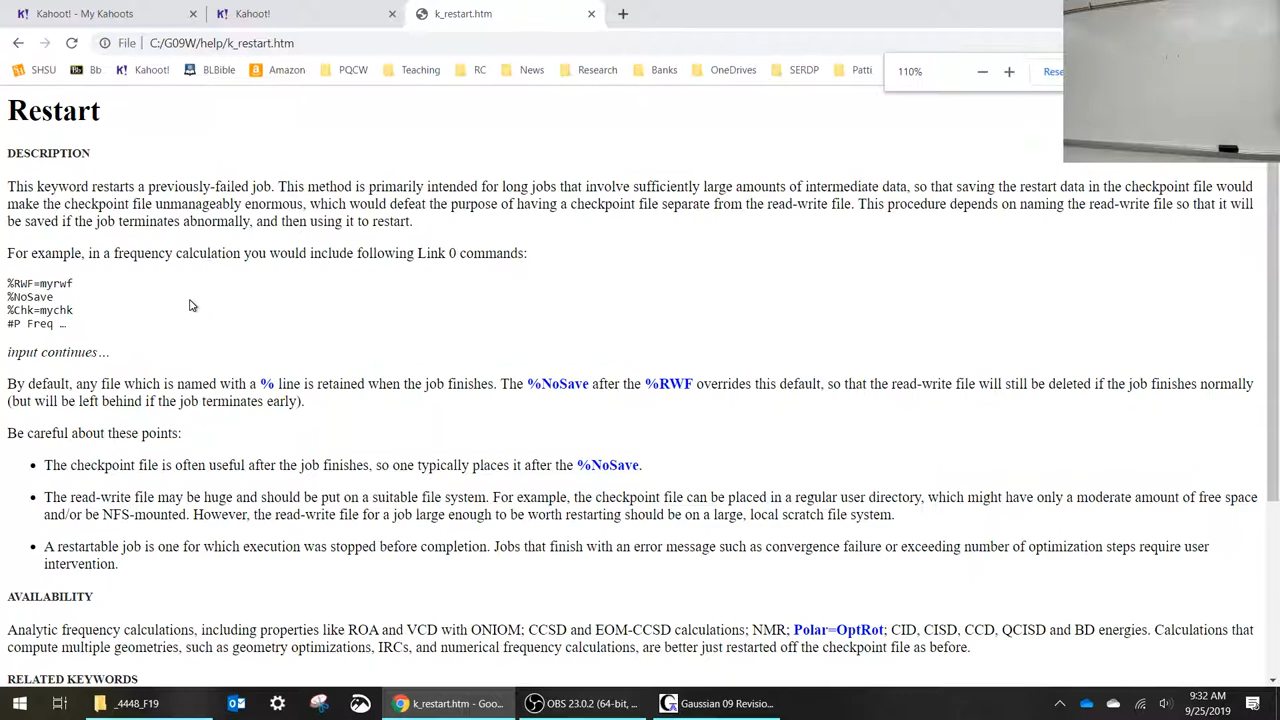 Kahoot! - My Kahoots
Kahoot!
k_restart.htm
File
C:/G09W/help/k_restart.htm
SHSU
Bb
Kahoot!
BLBible
Amazon
PQCW
Teaching
RC
News
Research
Banks
OneDrives
SERDP
Patti
110%
Rese
Restart
DESCRIPTION
This keyword restarts a previously-failed job. This method is primarily intended for long jobs that involve sufficiently large amounts of intermediate data, so that saving the restart data in the checkpoint file would
make the checkpoint file unmanageably enormous, which would defeat the purpose of having a checkpoint file separate from the read-write file. This procedure depends on naming the read-write file so that it will
be saved if the job terminates abnormally, and then using it to restart.
For example, in a frequency calculation you would include following Link 0 commands:
%RWF=myrwf
%NoSave
%Chk=mychk
#P Freq …
input continues…
By default, any file which is named with a % line is retained when the job finishes. The %NoSave after the %RWF overrides this default, so that the read-write file will still be deleted if the job finishes normally
(but will be left behind if the job terminates early).
Be careful about these points:
• The checkpoint file is often useful after the job finishes, so one typically places it after the %NoSave.
• The read-write file may be huge and should be put on a suitable file system. For example, the checkpoint file can be placed in a regular user directory, which might have only a moderate amount of free space
and/or be NFS-mounted. However, the read-write file for a job large enough to be worth restarting should be on a large, local scratch file system.
• A restartable job is one for which execution was stopped before completion. Jobs that finish with an error message such as convergence failure or exceeding number of optimization steps require user
intervention.
AVAILABILITY
Analytic frequency calculations, including properties like ROA and VCD with ONIOM; CCSD and EOM-CCSD calculations; NMR; Polar=OptRot; CID, CISD, CCD, QCISD and BD energies. Calculations that
compute multiple geometries, such as geometry optimizations, IRCs, and numerical frequency calculations, are better just restarted off the checkpoint file as before.
RELATED KEYWORDS
_4448_F19
k_restart.htm - Goo...
OBS 23.0.2 (64-bit, ...
Gaussian 09 Revisio...
9:32 AM
9/25/2019